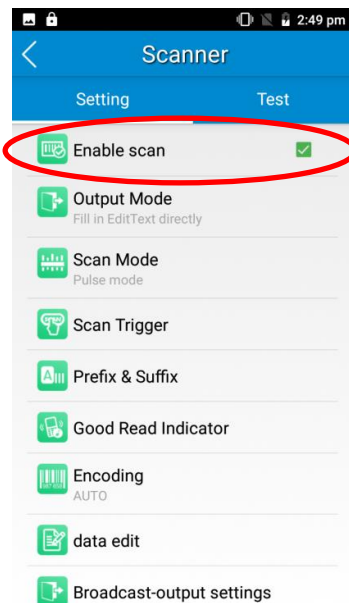 2:49 pm
Scanner
Setting Test
Enable scan
Output Mode
Fill in EditText directly
Scan Mode
Pulse mode
Scan Trigger
Prefix & Suffix
Good Read Indicator
Encoding
AUTO
data edit
Broadcast-output settings